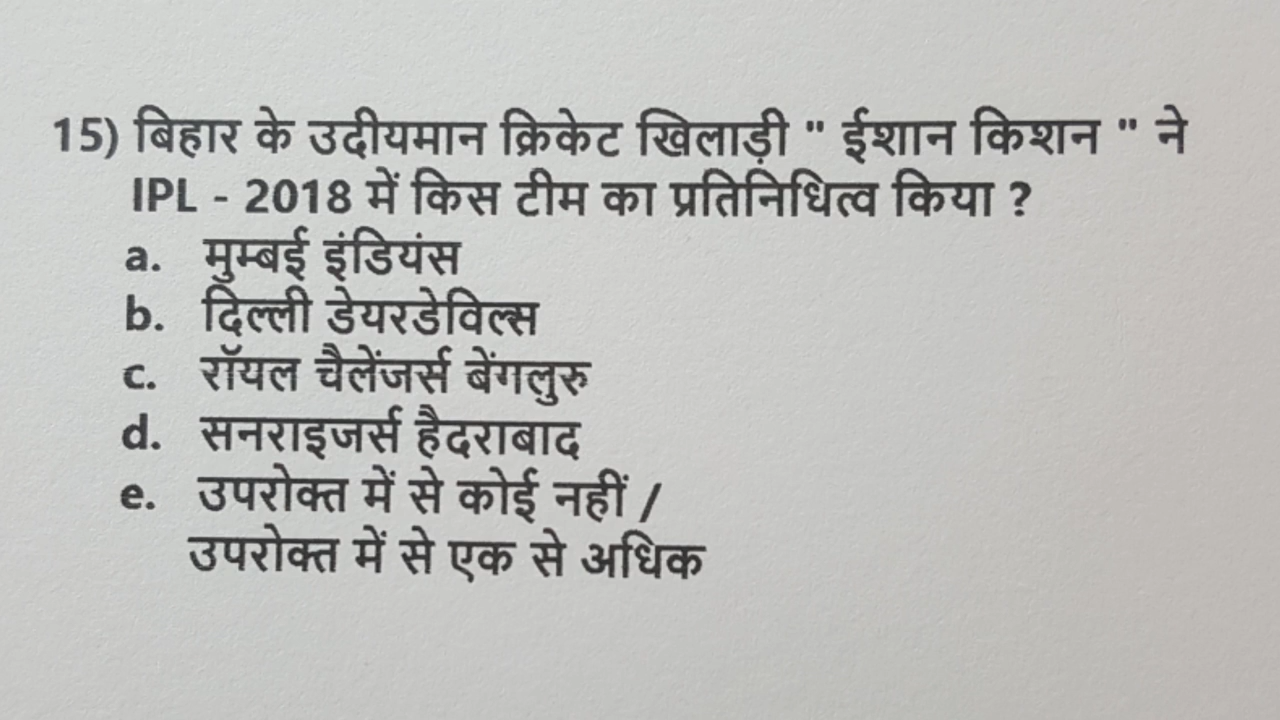 15) बिहार के उदीयमान क्रिकेट खिलाड़ी " ईशान किशन " ने
IPL - 2018 में किस टीम का प्रतिनिधित्व किया ?
a. मुम्बई इंडियंस
b. दिल्ली डेयरडेविल्स
c. रॉयल चैलेंजर्स बेंगलुरु
d. सनराइजर्स हैदराबाद
e. उपरोक्त में से कोई नहीं /
उपरोक्त में से एक से अधिक